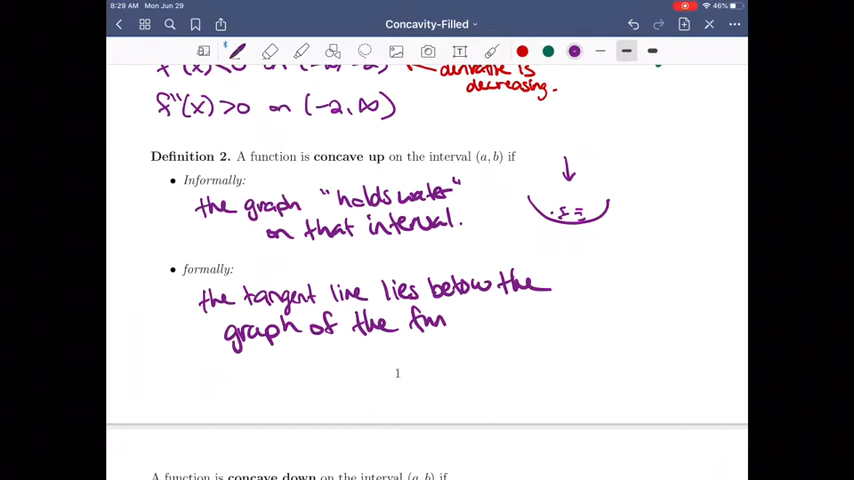 8:29 AM Mon Jun 29
46%
Concavity-Filled
derivative is
decreasing.
f''(x) > 0 on (-2, ∞)
Definition 2. A function is concave up on the interval (a, b) if
• Informally:
the graph "holds water"
on that interval.
• formally:
the tangent line lies below the
graph of the fun
1
A function is concave down on the interval (a, b) if